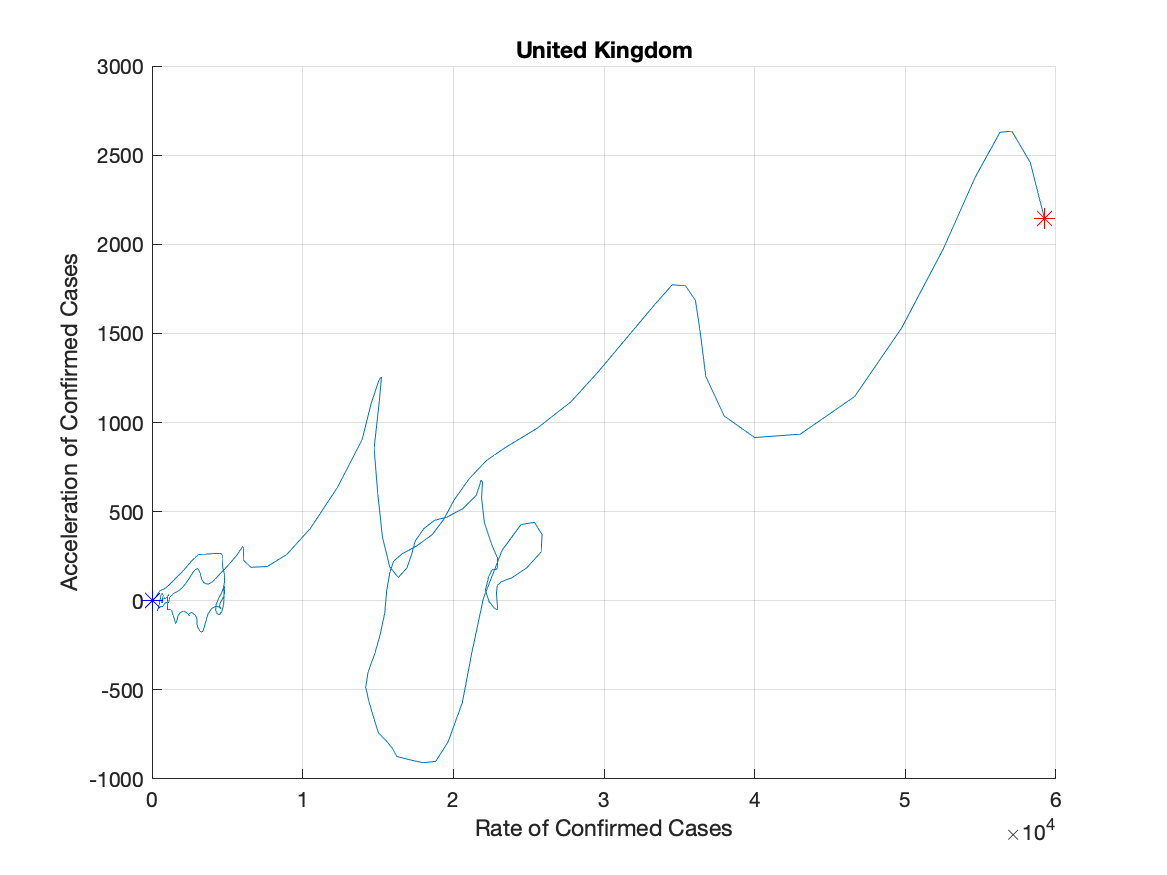 United Kingdom
3000
2500
2000
1500
1000
500
0
-500
-1000
Acceleration of Confirmed Cases
0 1 2 3 4 5 6
Rate of Confirmed Cases
×10^4